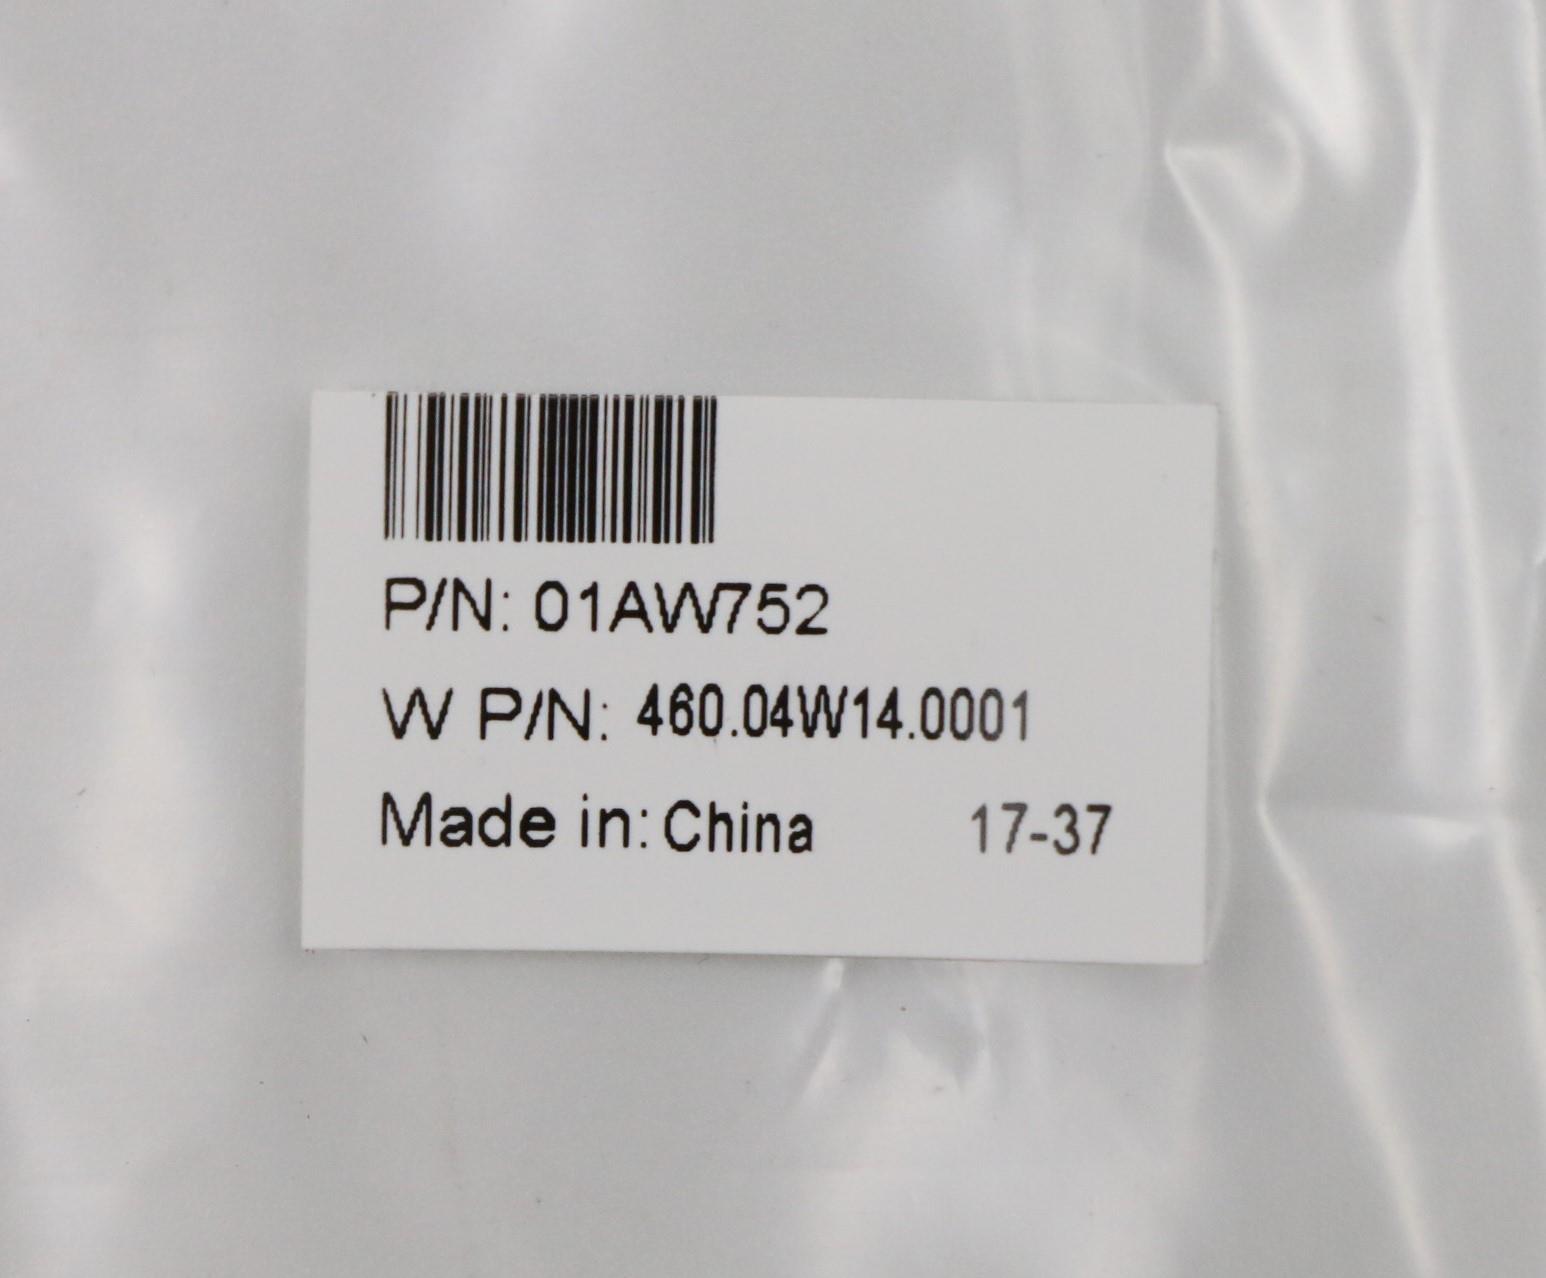 P/N: 01AW752
W P/N: 460.04W14.0001
Made in: China 17-37